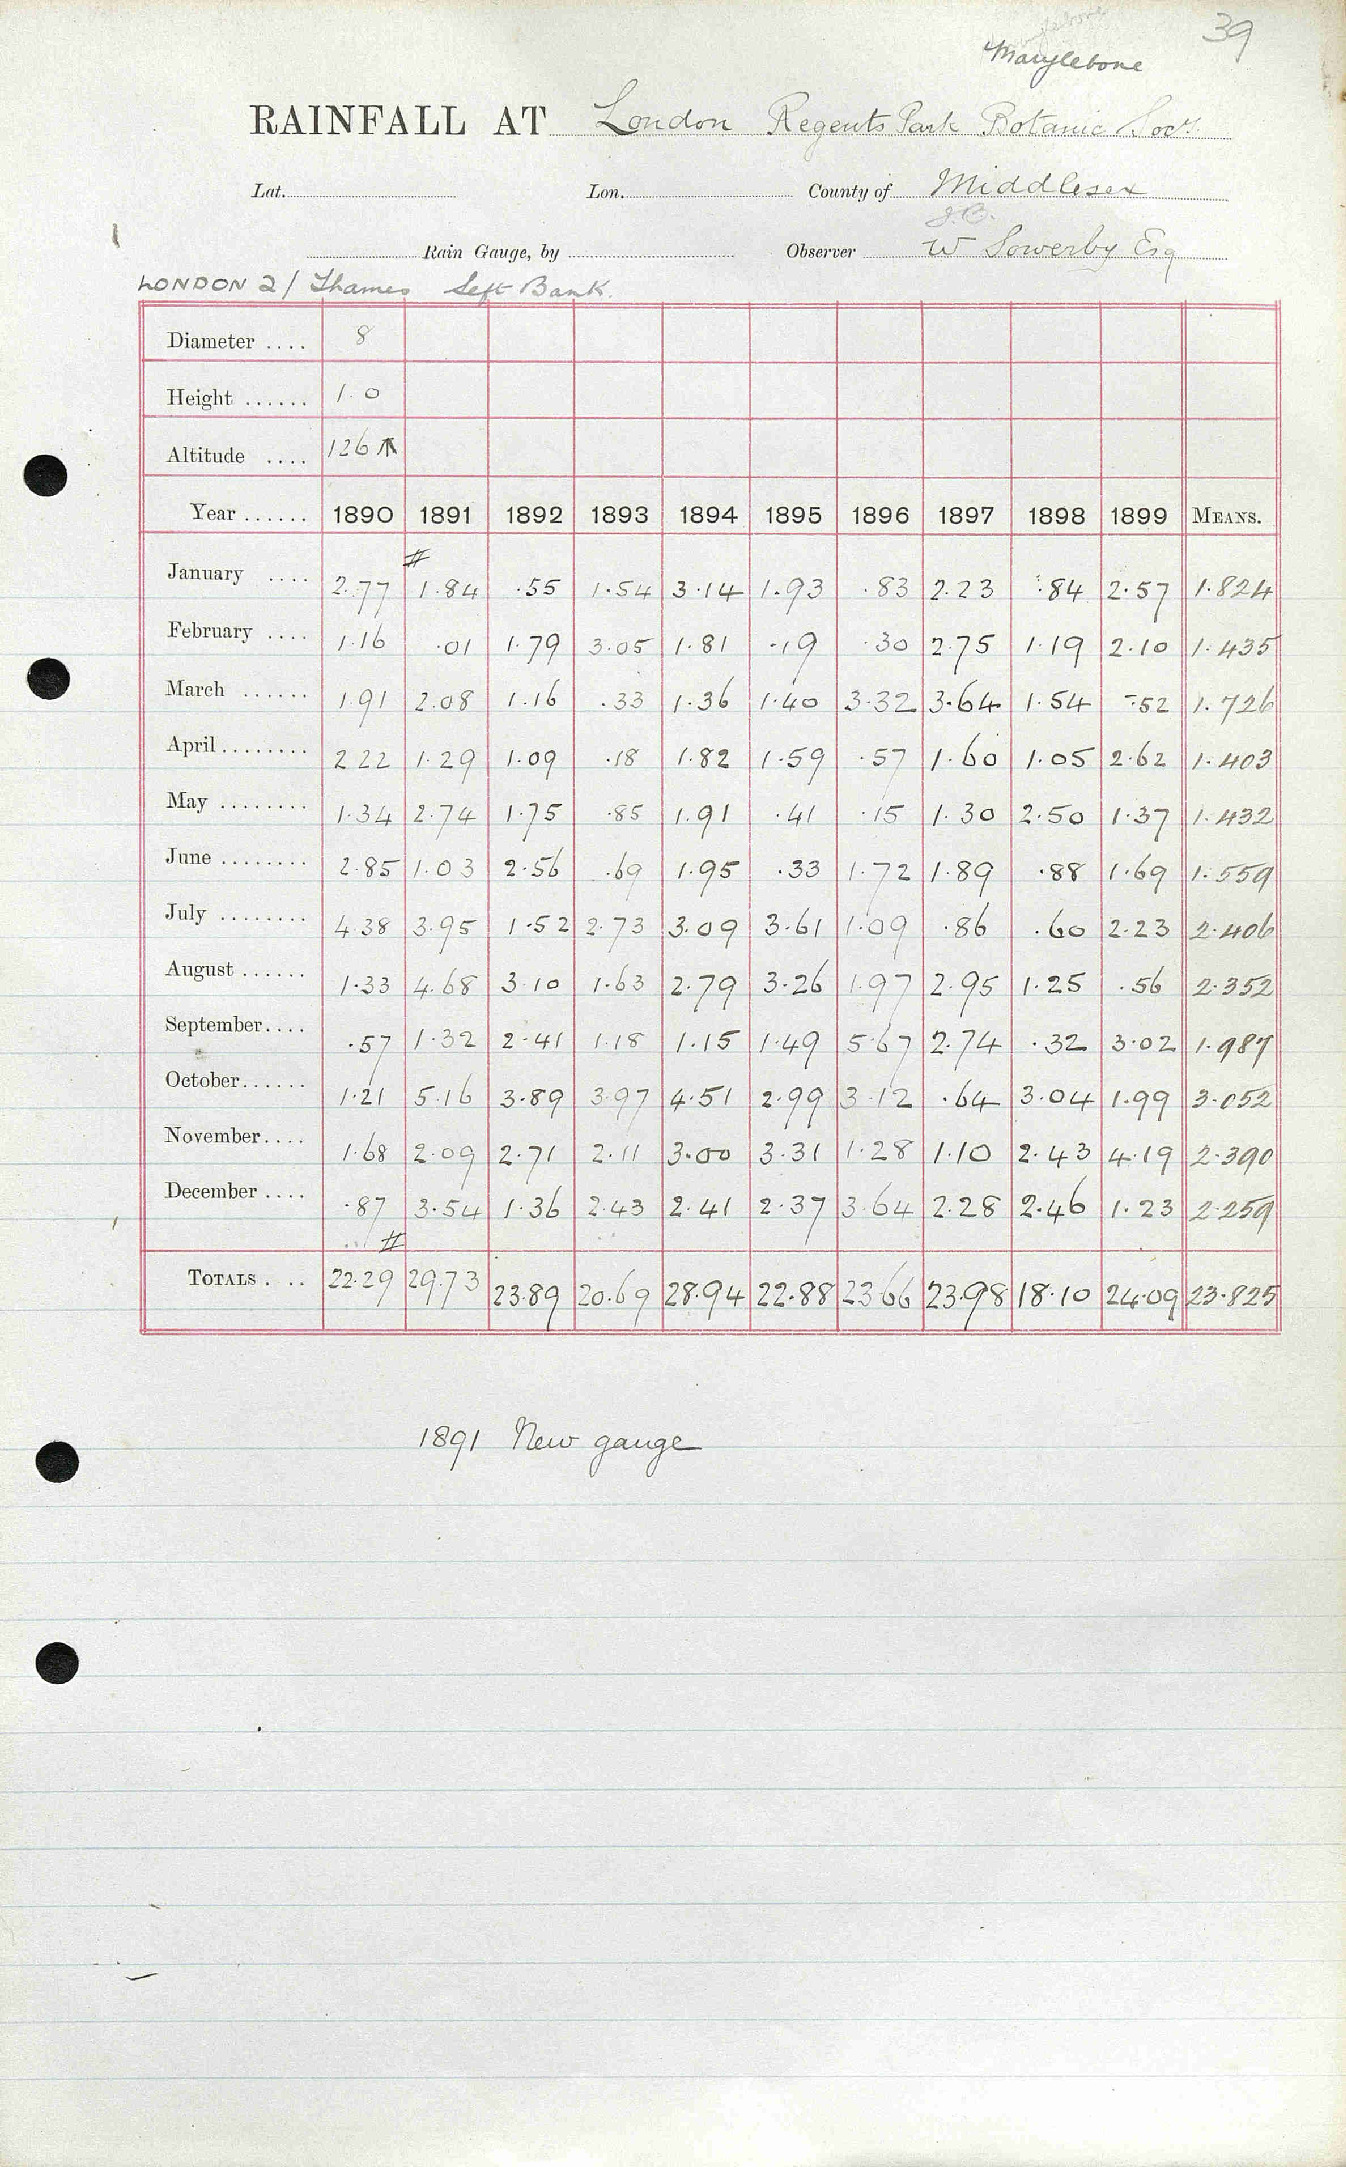 39
Marylebone
RAINFALL AT London Regents Park Botanic Socy.
Lat. Lon. County of Middlesex
J.B.
Rain Gauge, by Observer W Sowerby Esq
LONDON 2/ Thames Left Bank.
Diameter .... 8
Height ...... 1.0
Altitude .... 126
Year ...... 1890 1891 1892 1893 1894 1895 1896 1897 1898 1899 MEANS.
#
January .... 2.77 1.84 .55 1.54 3.14 1.93 .83 2.23 .84 2.57 1.824
February .... 1.16 .01 1.79 3.05 1.81 .19 .30 2.75 1.19 2.10 1.435
March ...... 1.91 2.08 1.16 .33 1.36 1.40 3.32 3.64 1.54 .52 1.726
April ........ 2.22 1.29 1.09 .18 1.82 1.59 .57 1.60 1.05 2.62 1.403
May ........ 1.34 2.74 1.75 .85 1.91 .41 .15 1.30 2.50 1.37 1.432
June ........ 2.85 1.03 2.56 .69 1.95 .33 1.72 1.89 .88 1.69 1.559
July ........ 4.38 3.95 1.52 2.73 3.09 3.61 1.09 .86 .60 2.23 2.406
August ...... 1.33 4.68 3.10 1.63 2.79 3.26 1.97 2.95 1.25 .56 2.352
September .... .57 1.32 2.41 1.18 1.15 1.49 5.67 2.74 .32 3.02 1.987
October ...... 1.21 5.16 3.89 3.97 4.51 2.99 3.12 .64 3.04 1.99 3.052
November .... 1.68 2.09 2.71 2.11 3.00 3.31 1.28 1.10 2.43 4.19 2.390
December .... .87 3.54 1.36 2.43 2.41 2.37 3.64 2.28 2.46 1.23 2.259
#
TOTALS . .. 22.29 29.73 23.89 20.69 28.94 22.88 23.66 23.98 18.10 24.09 23.825
1891 New gauge